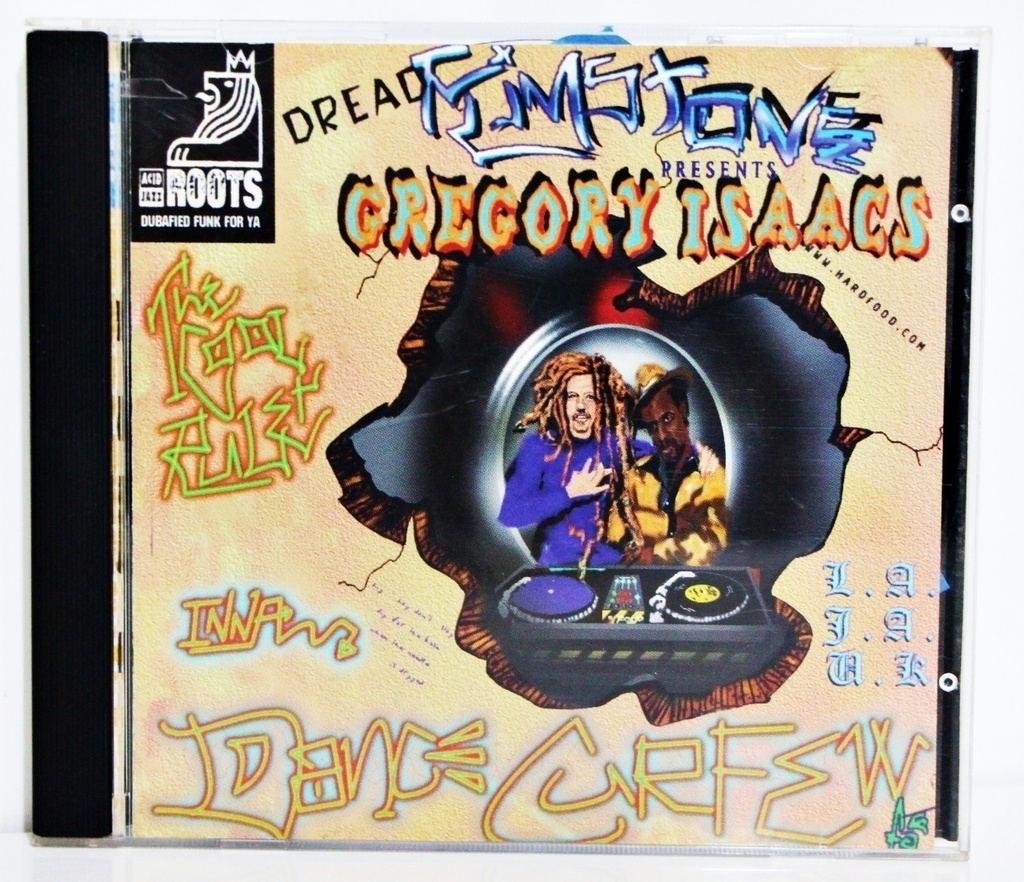 DREAD FLIMSTONE
PRESENTS
GREGORY ISAACS
ACID
JAZZ
ROOTS
DUBAFIED FUNK FOR YA
WWW.HARDFOOD.COM
The
Kool
Ruler
INNA
L.A.
J.A.
U.K
DANCE CURFEW